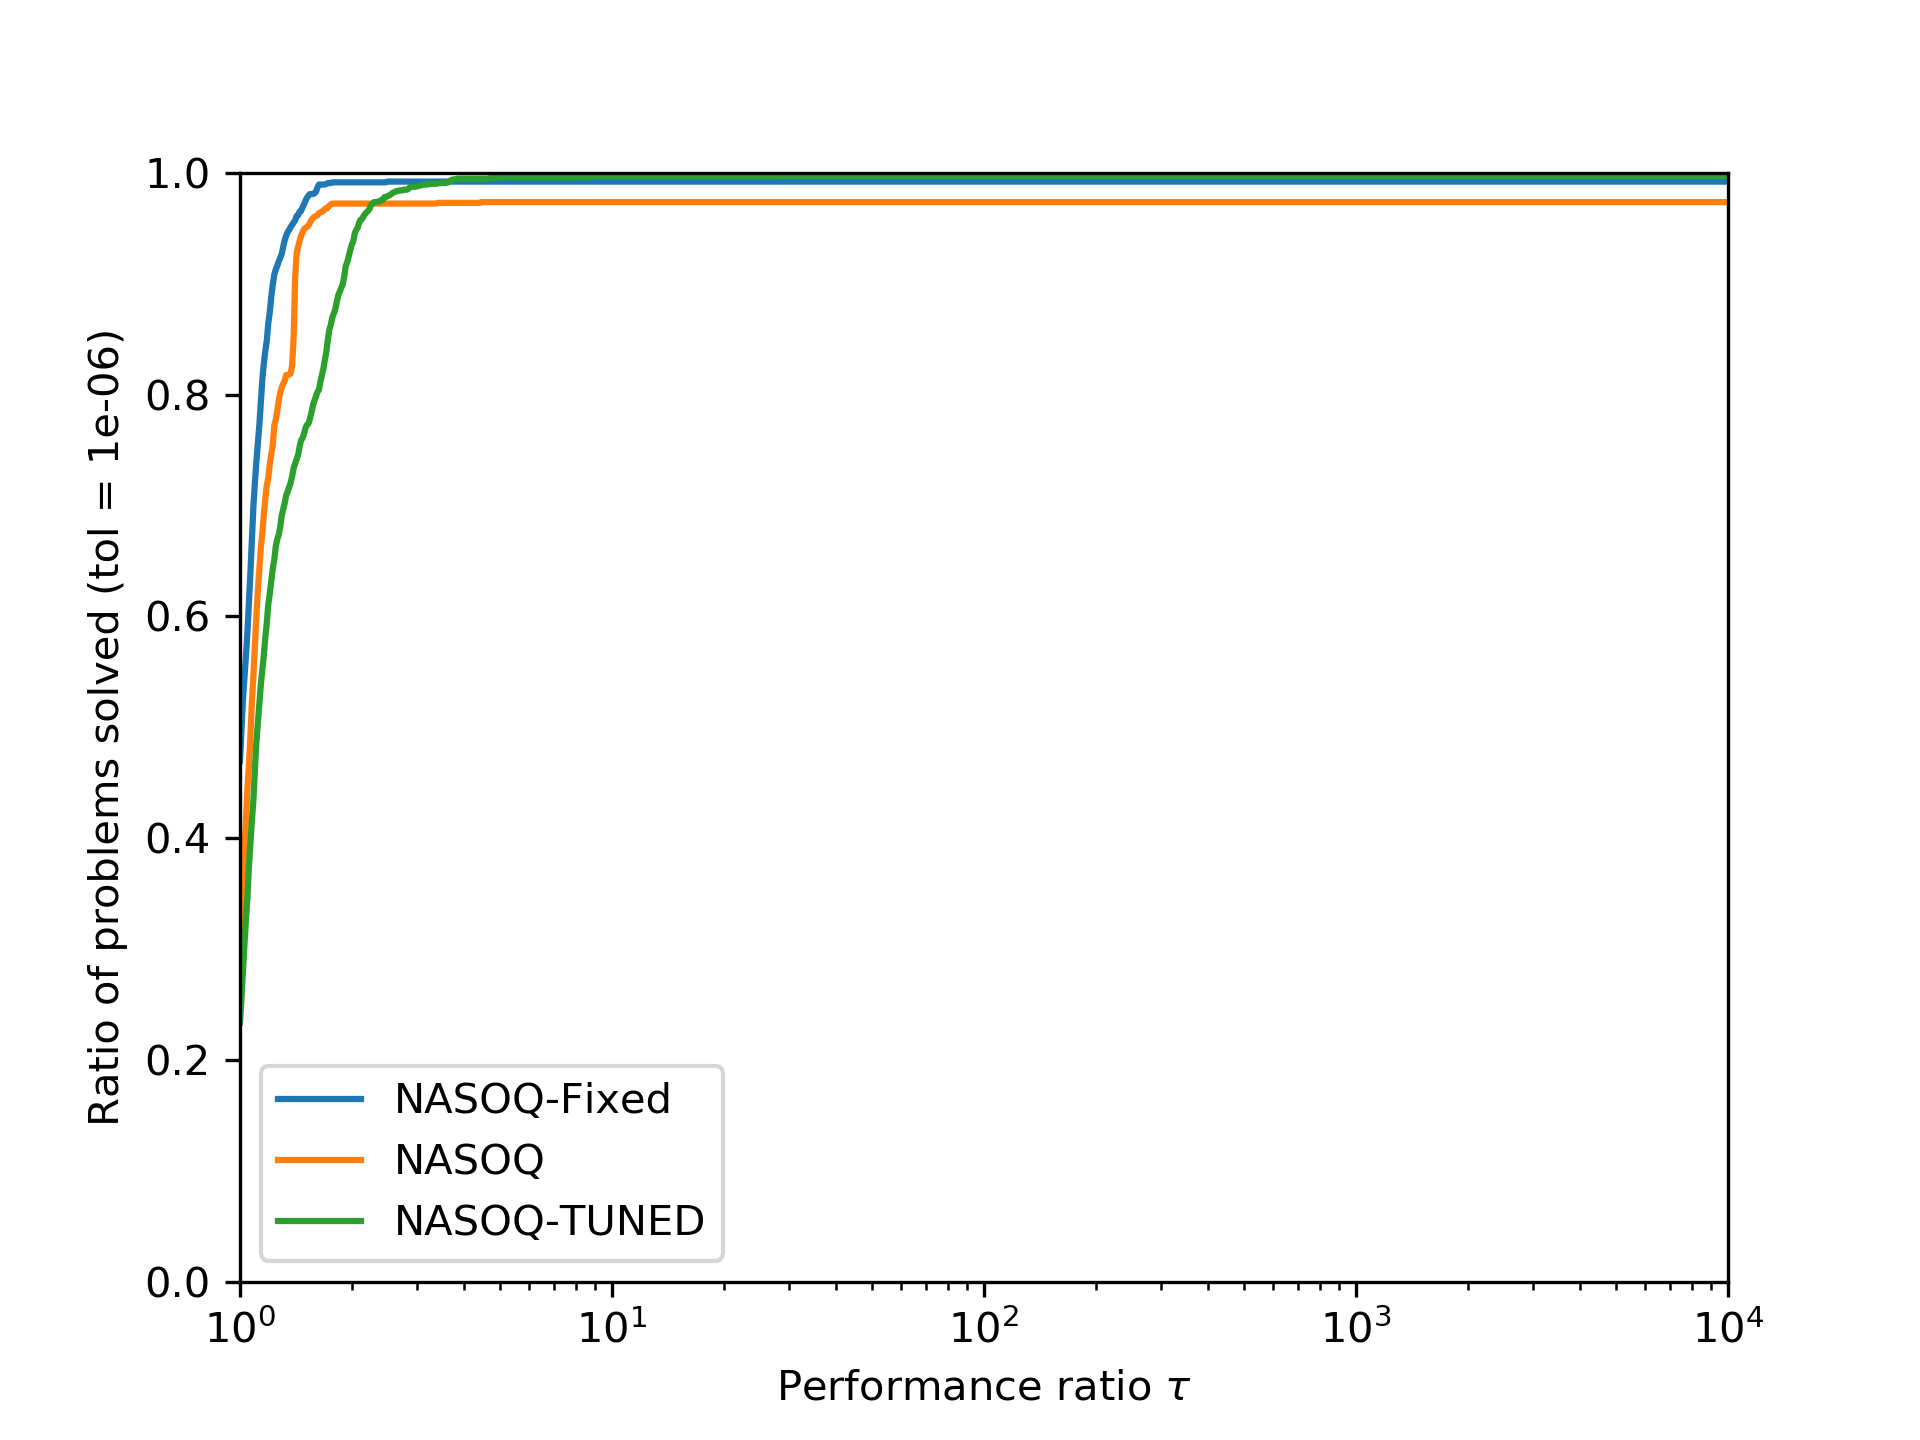 1.0
0.8
0.6
0.4
0.2
0.0
Ratio of problems solved (tol = 1e-06)
NASOQ-Fixed
NASOQ
NASOQ-TUNED
10⁰ 10¹ 10² 10³ 10⁴
Performance ratio τ